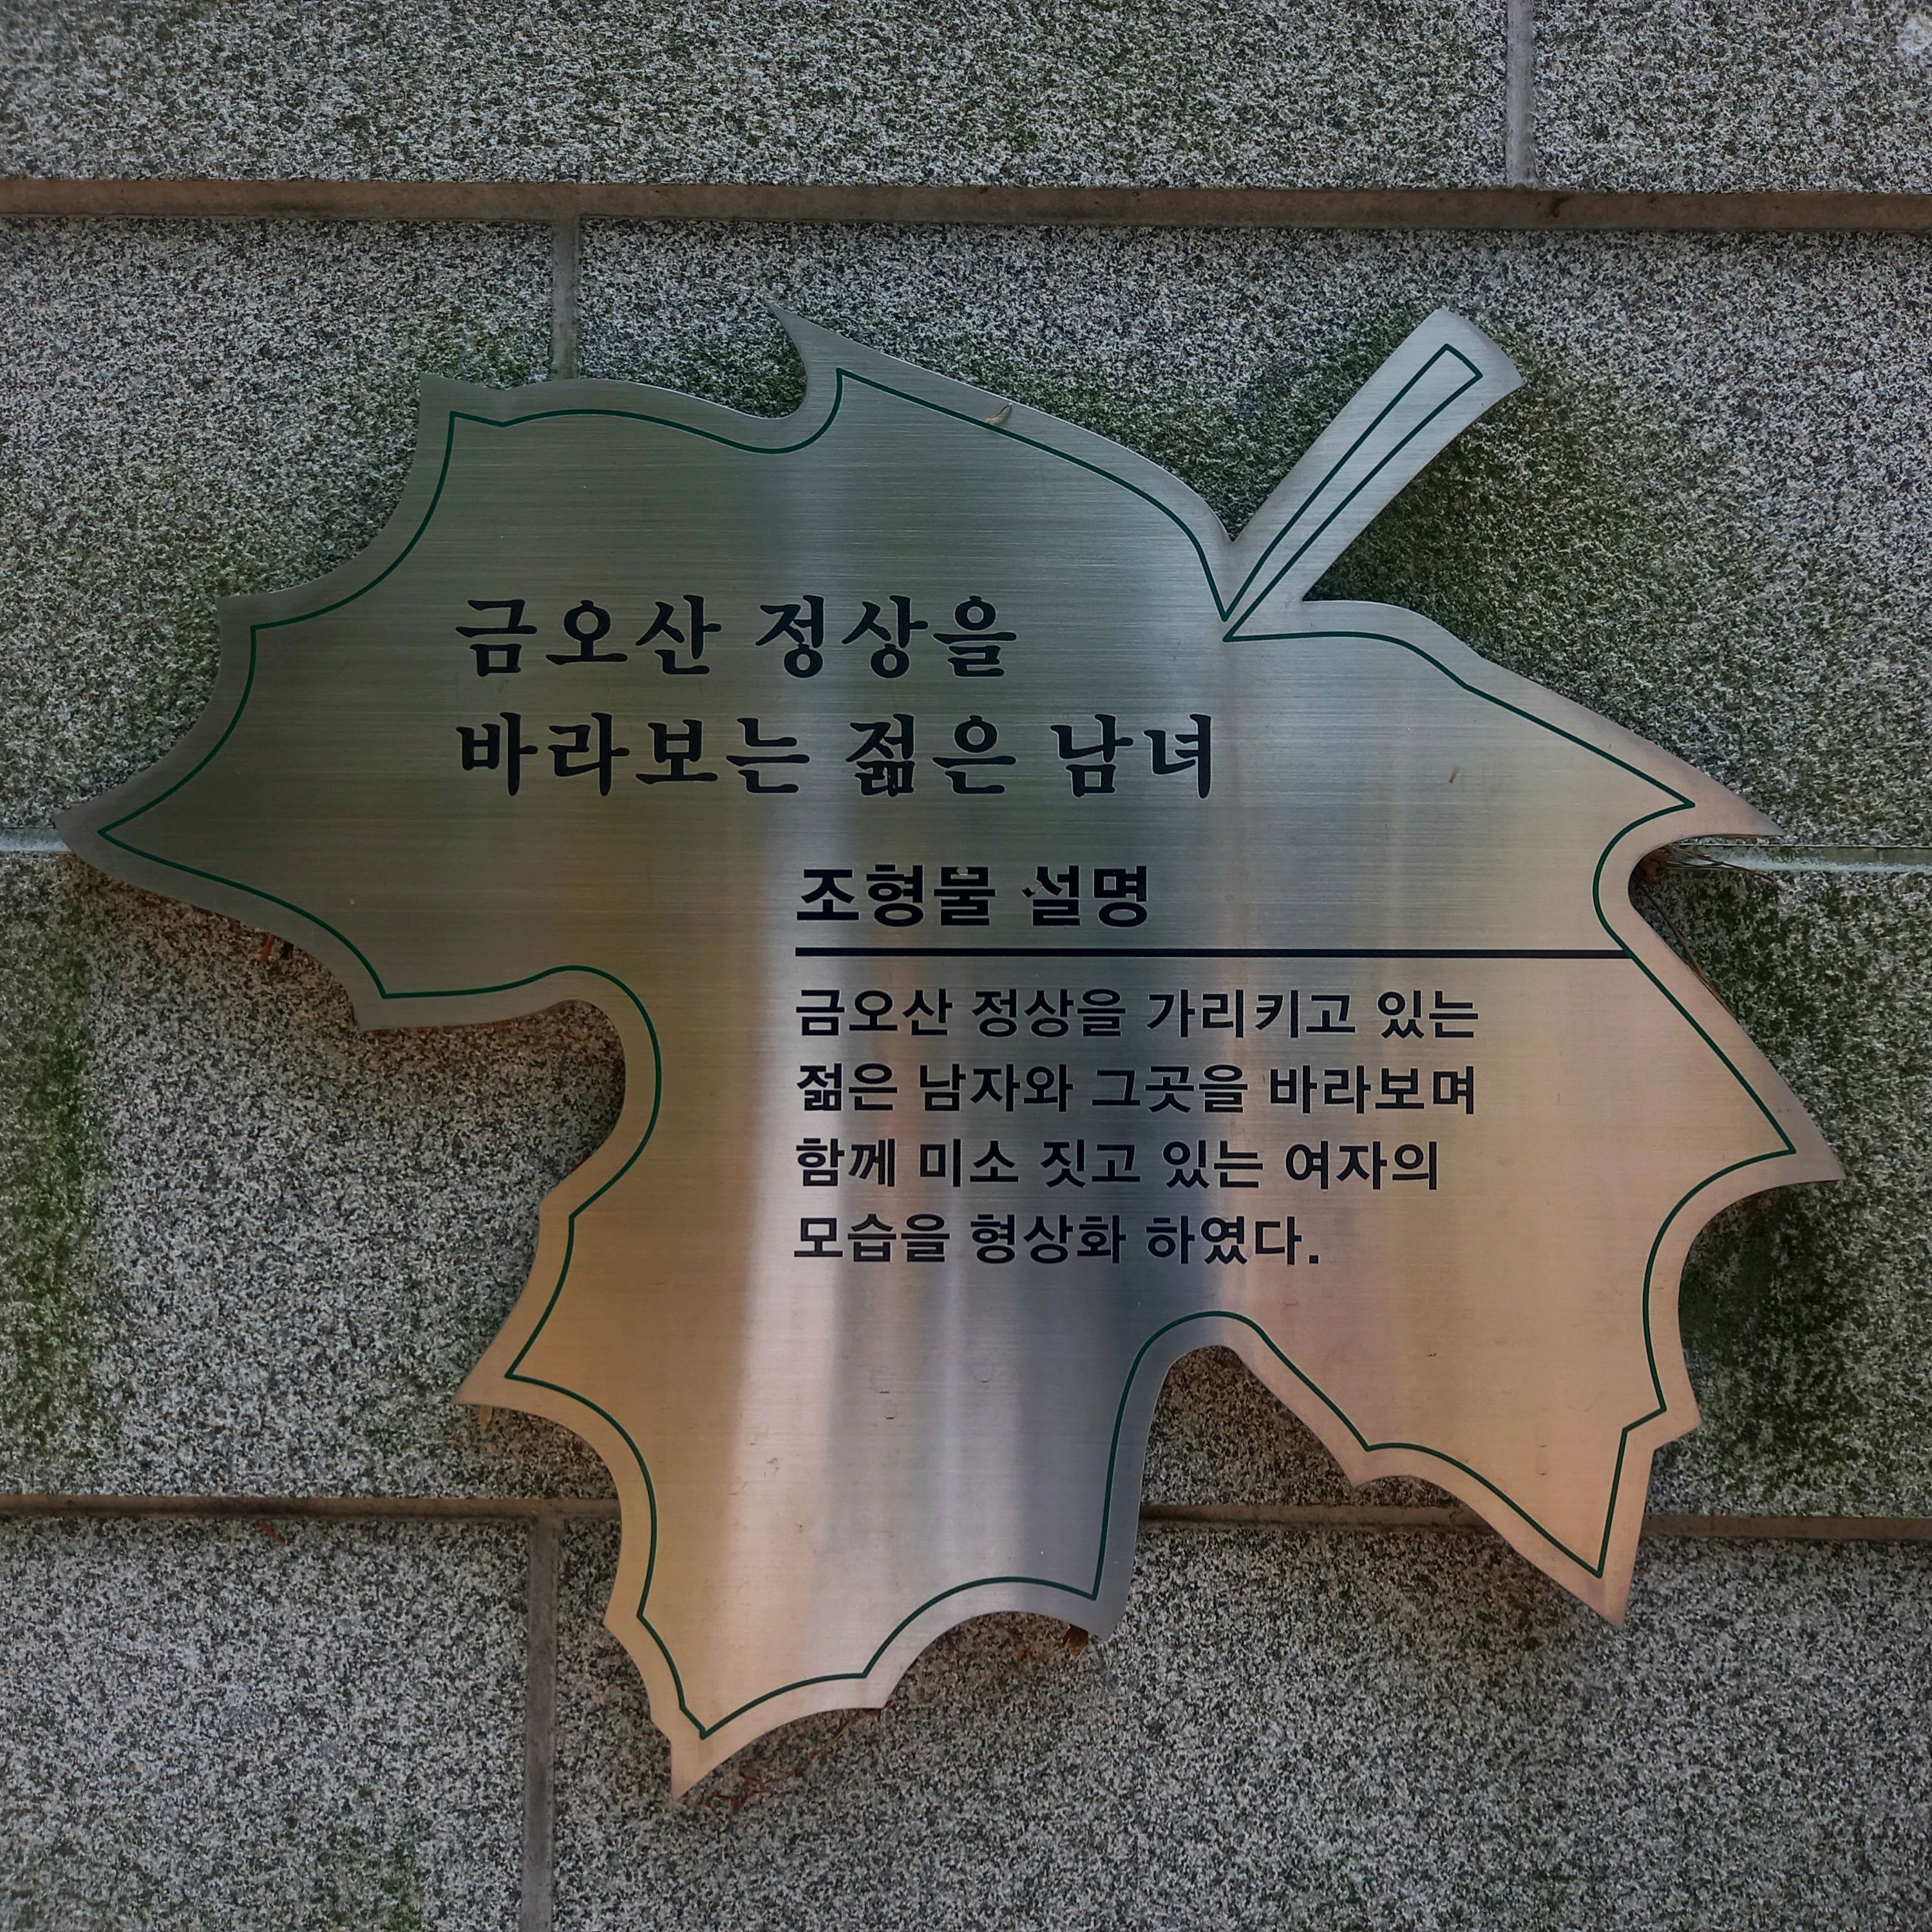 금오산 정상을
바라보는 젊은 남녀
조형물 설명
금오산 정상을 가리키고 있는
젊은 남자와 그곳을 바라보며
함께 미소 짓고 있는 여자의
모습을 형상화 하였다.